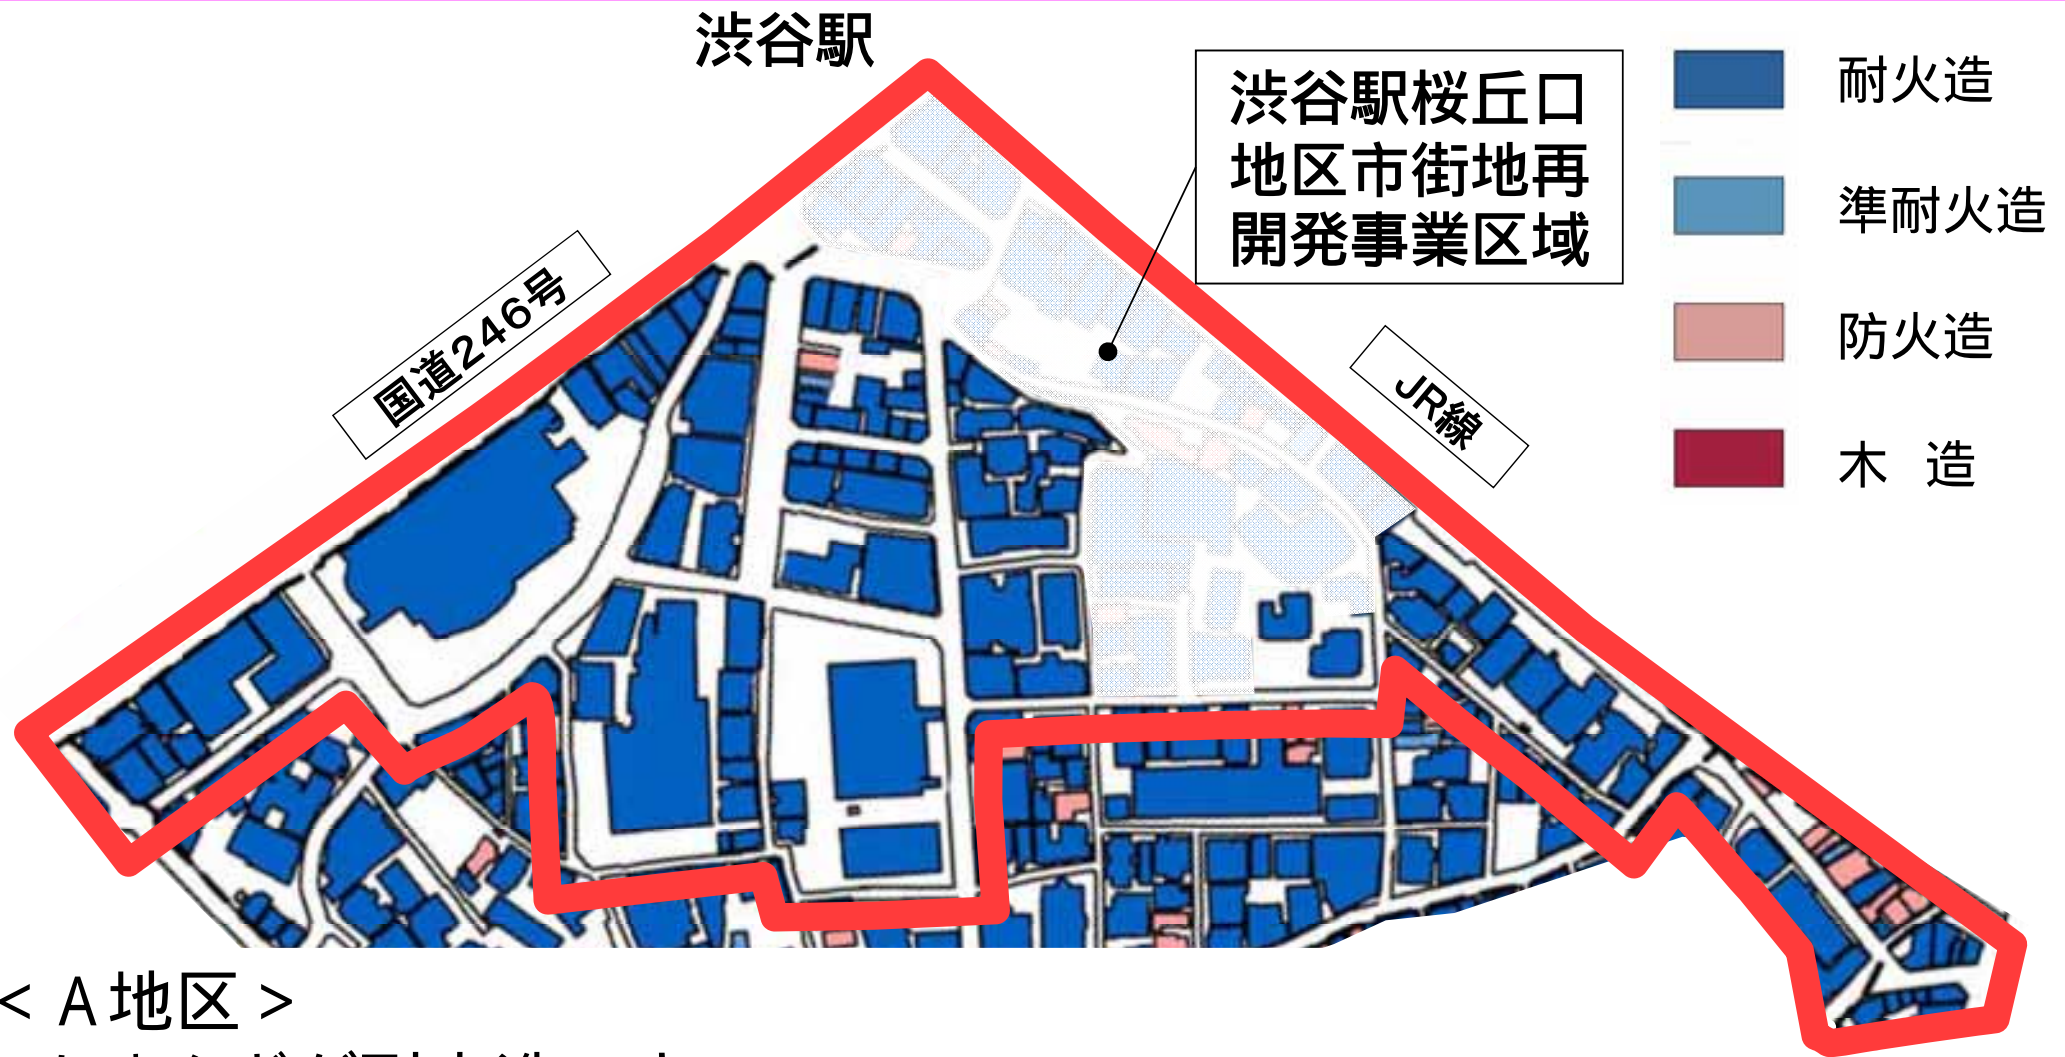 渋谷駅
渋谷駅桜丘口
地区市街地再
開発事業区域
耐火造
準耐火造
防火造
木 造
国道246号
JR線
< A地区 >